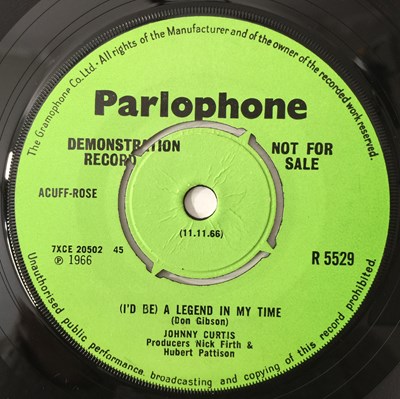 The Gramophone Co. Ltd. - All rights of the Manufacturer and of the owner of the recorded work reserved.
Parlophone
DEMONSTRATION NOT FOR
RECORD SALE
ACUFF-ROSE
(11.11.66)
7XCE 20502 45
℗ 1966
R 5529
(I'D BE) A LEGEND IN MY TIME
(Don Gibson)
JOHNNY CURTIS
Producers Nick Firth &
Hubert Pattison
Unauthorised public performance, broadcasting and copying of this recording prohibited.